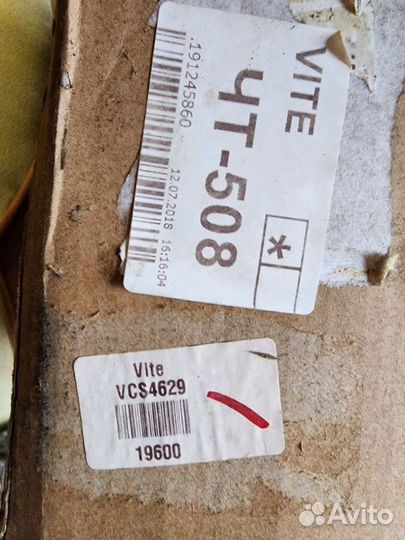 VITE
ЧТ-508
*
.191245860
12.07.2018 16:16:04
Vite
VCS4629
19600
Avito